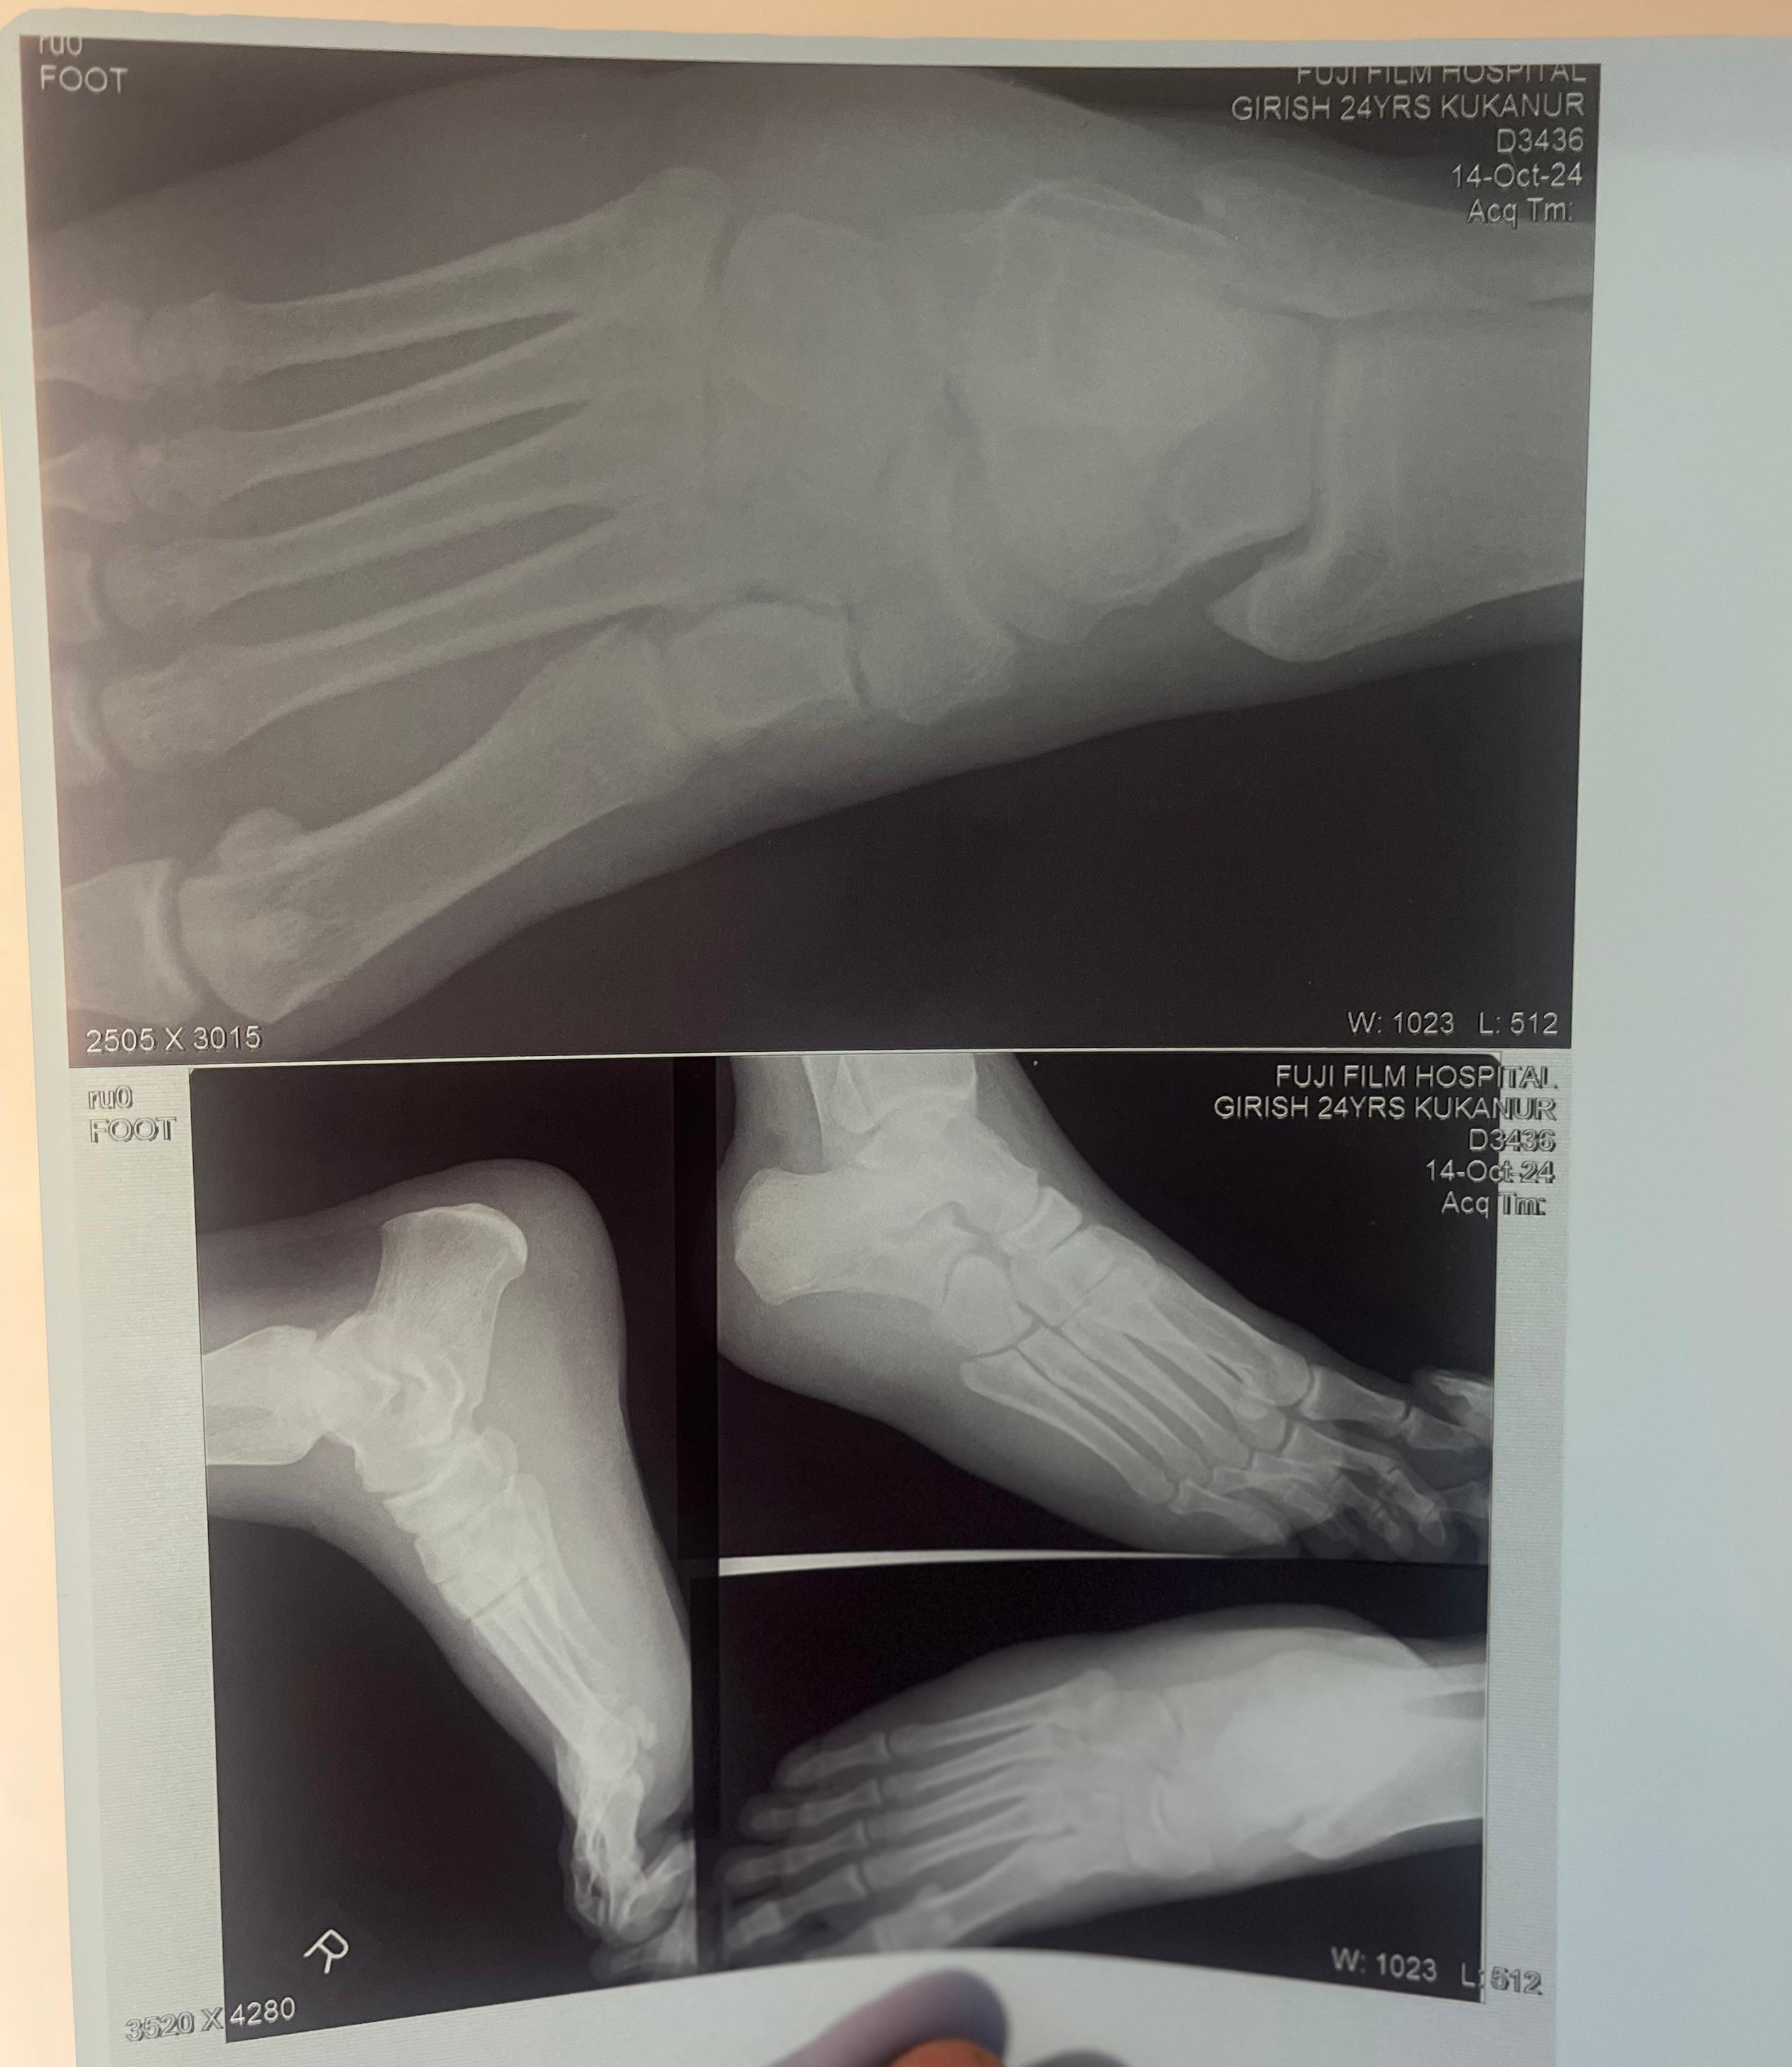 ru0
FOOT
FUJI FILM HOSPITAL
GIRISH 24YRS KUKANUR
D3436
14-Oct-24
Acq Tm:
2505 X 3015
W: 1023 L: 512
ru0
FOOT
FUJI FILM HOSPITAL
GIRISH 24YRS KUKANUR
D3436
14-Oct-24
Acq Tm:
R
3520 X 4280
W: 1023 L: 512